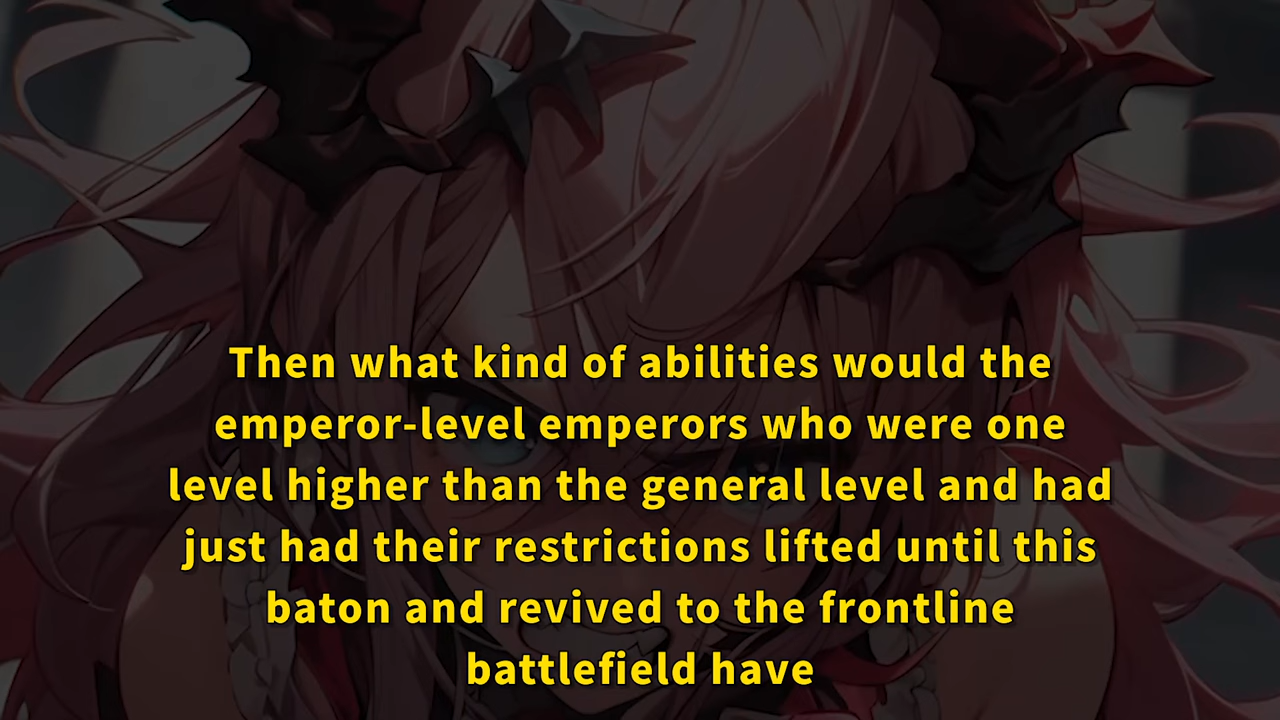 Then what kind of abilities would the
emperor-level emperors who were one
level higher than the general level and had
just had their restrictions lifted until this
baton and revived to the frontline
battlefield have